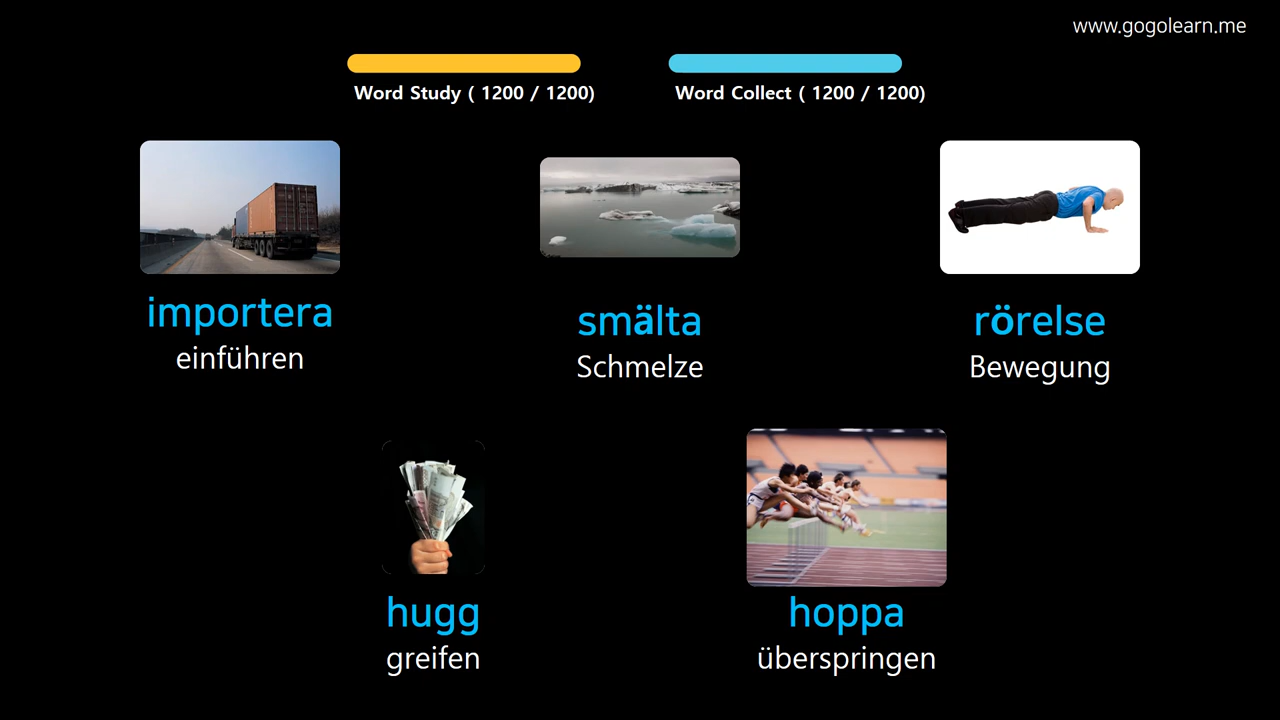 www.gogolearn.me
Word Study ( 1200 / 1200)
Word Collect ( 1200 / 1200)
importera
einführen
smälta
Schmelze
rörelse
Bewegung
hugg
greifen
hoppa
überspringen